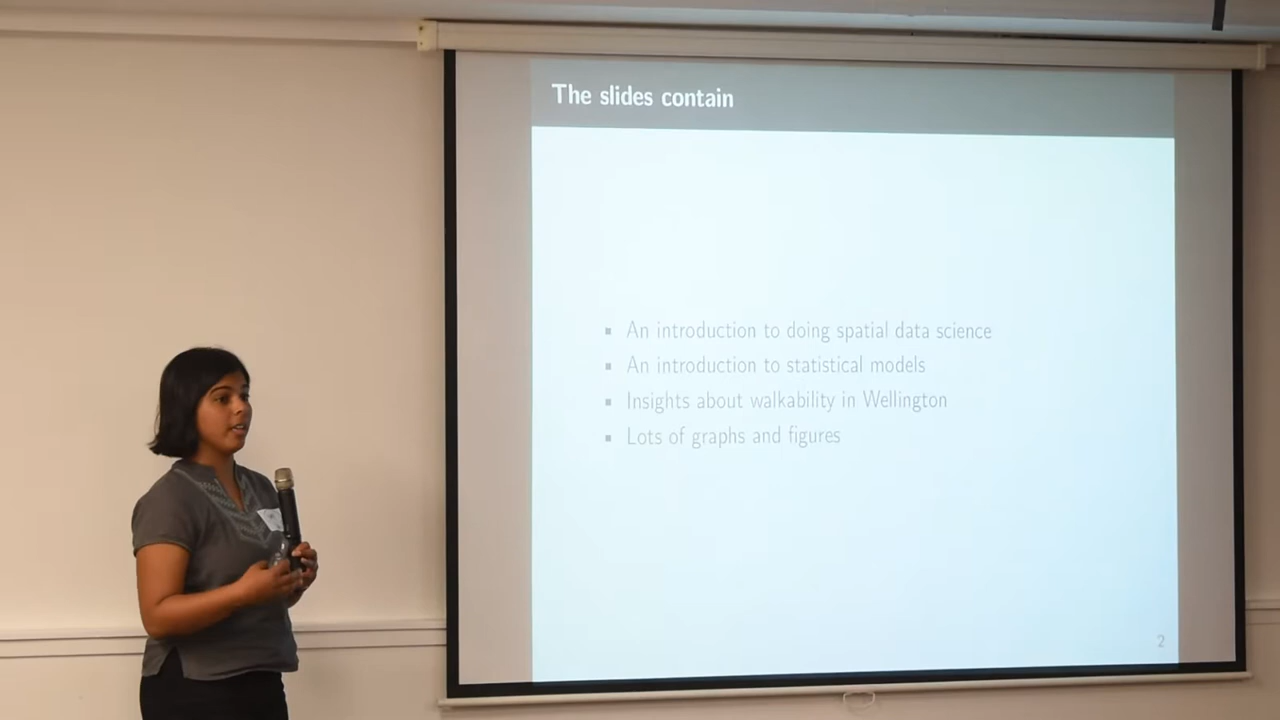 The slides contain
An introduction to doing spatial data science
An introduction to statistical models
Insights about walkability in Wellington
Lots of graphs and figures
2